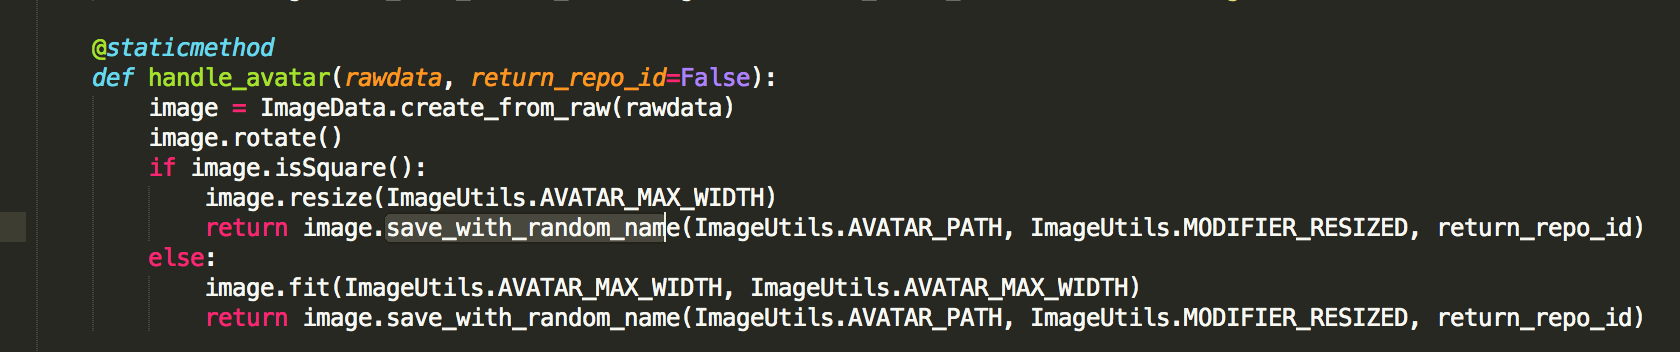 @staticmethod
def handle_avatar(rawdata, return_repo_id=False):
    image = ImageData.create_from_raw(rawdata)
    image.rotate()
    if image.isSquare():
        image.resize(ImageUtils.AVATAR_MAX_WIDTH)
        return image.save_with_random_name(ImageUtils.AVATAR_PATH, ImageUtils.MODIFIER_RESIZED, return_repo_id)
    else:
        image.fit(ImageUtils.AVATAR_MAX_WIDTH, ImageUtils.AVATAR_MAX_WIDTH)
        return image.save_with_random_name(ImageUtils.AVATAR_PATH, ImageUtils.MODIFIER_RESIZED, return_repo_id)